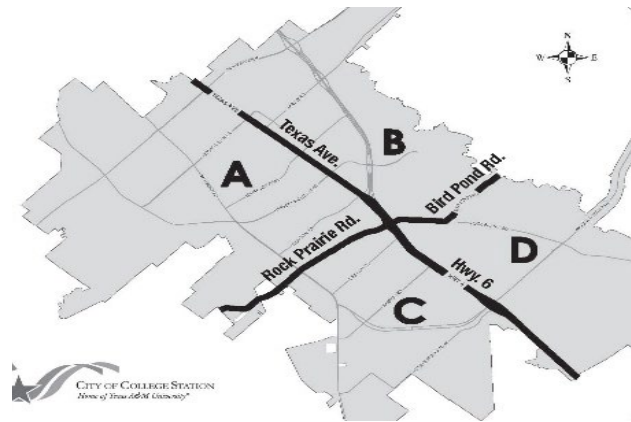 N
W E
S
Texas Ave.
B
A
Bird Pond Rd.
Rock Prairie Rd.
D
Hwy. 6
C
CITY OF COLLEGE STATION
Home of Texas A&M University®